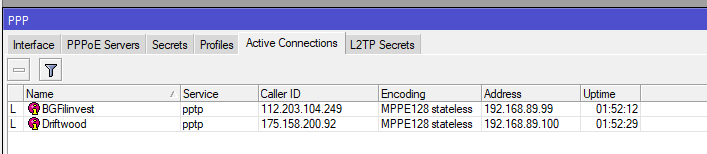 PPP
Interface PPPoE Servers Secrets Profiles Active Connections L2TP Secrets
Name Service Caller ID Encoding Address Uptime
L BGFilinvest pptp 112.203.104.249 MPPE128 stateless 192.168.89.99 01:52:12
L Driftwood pptp 175.158.200.92 MPPE128 stateless 192.168.89.100 01:52:29